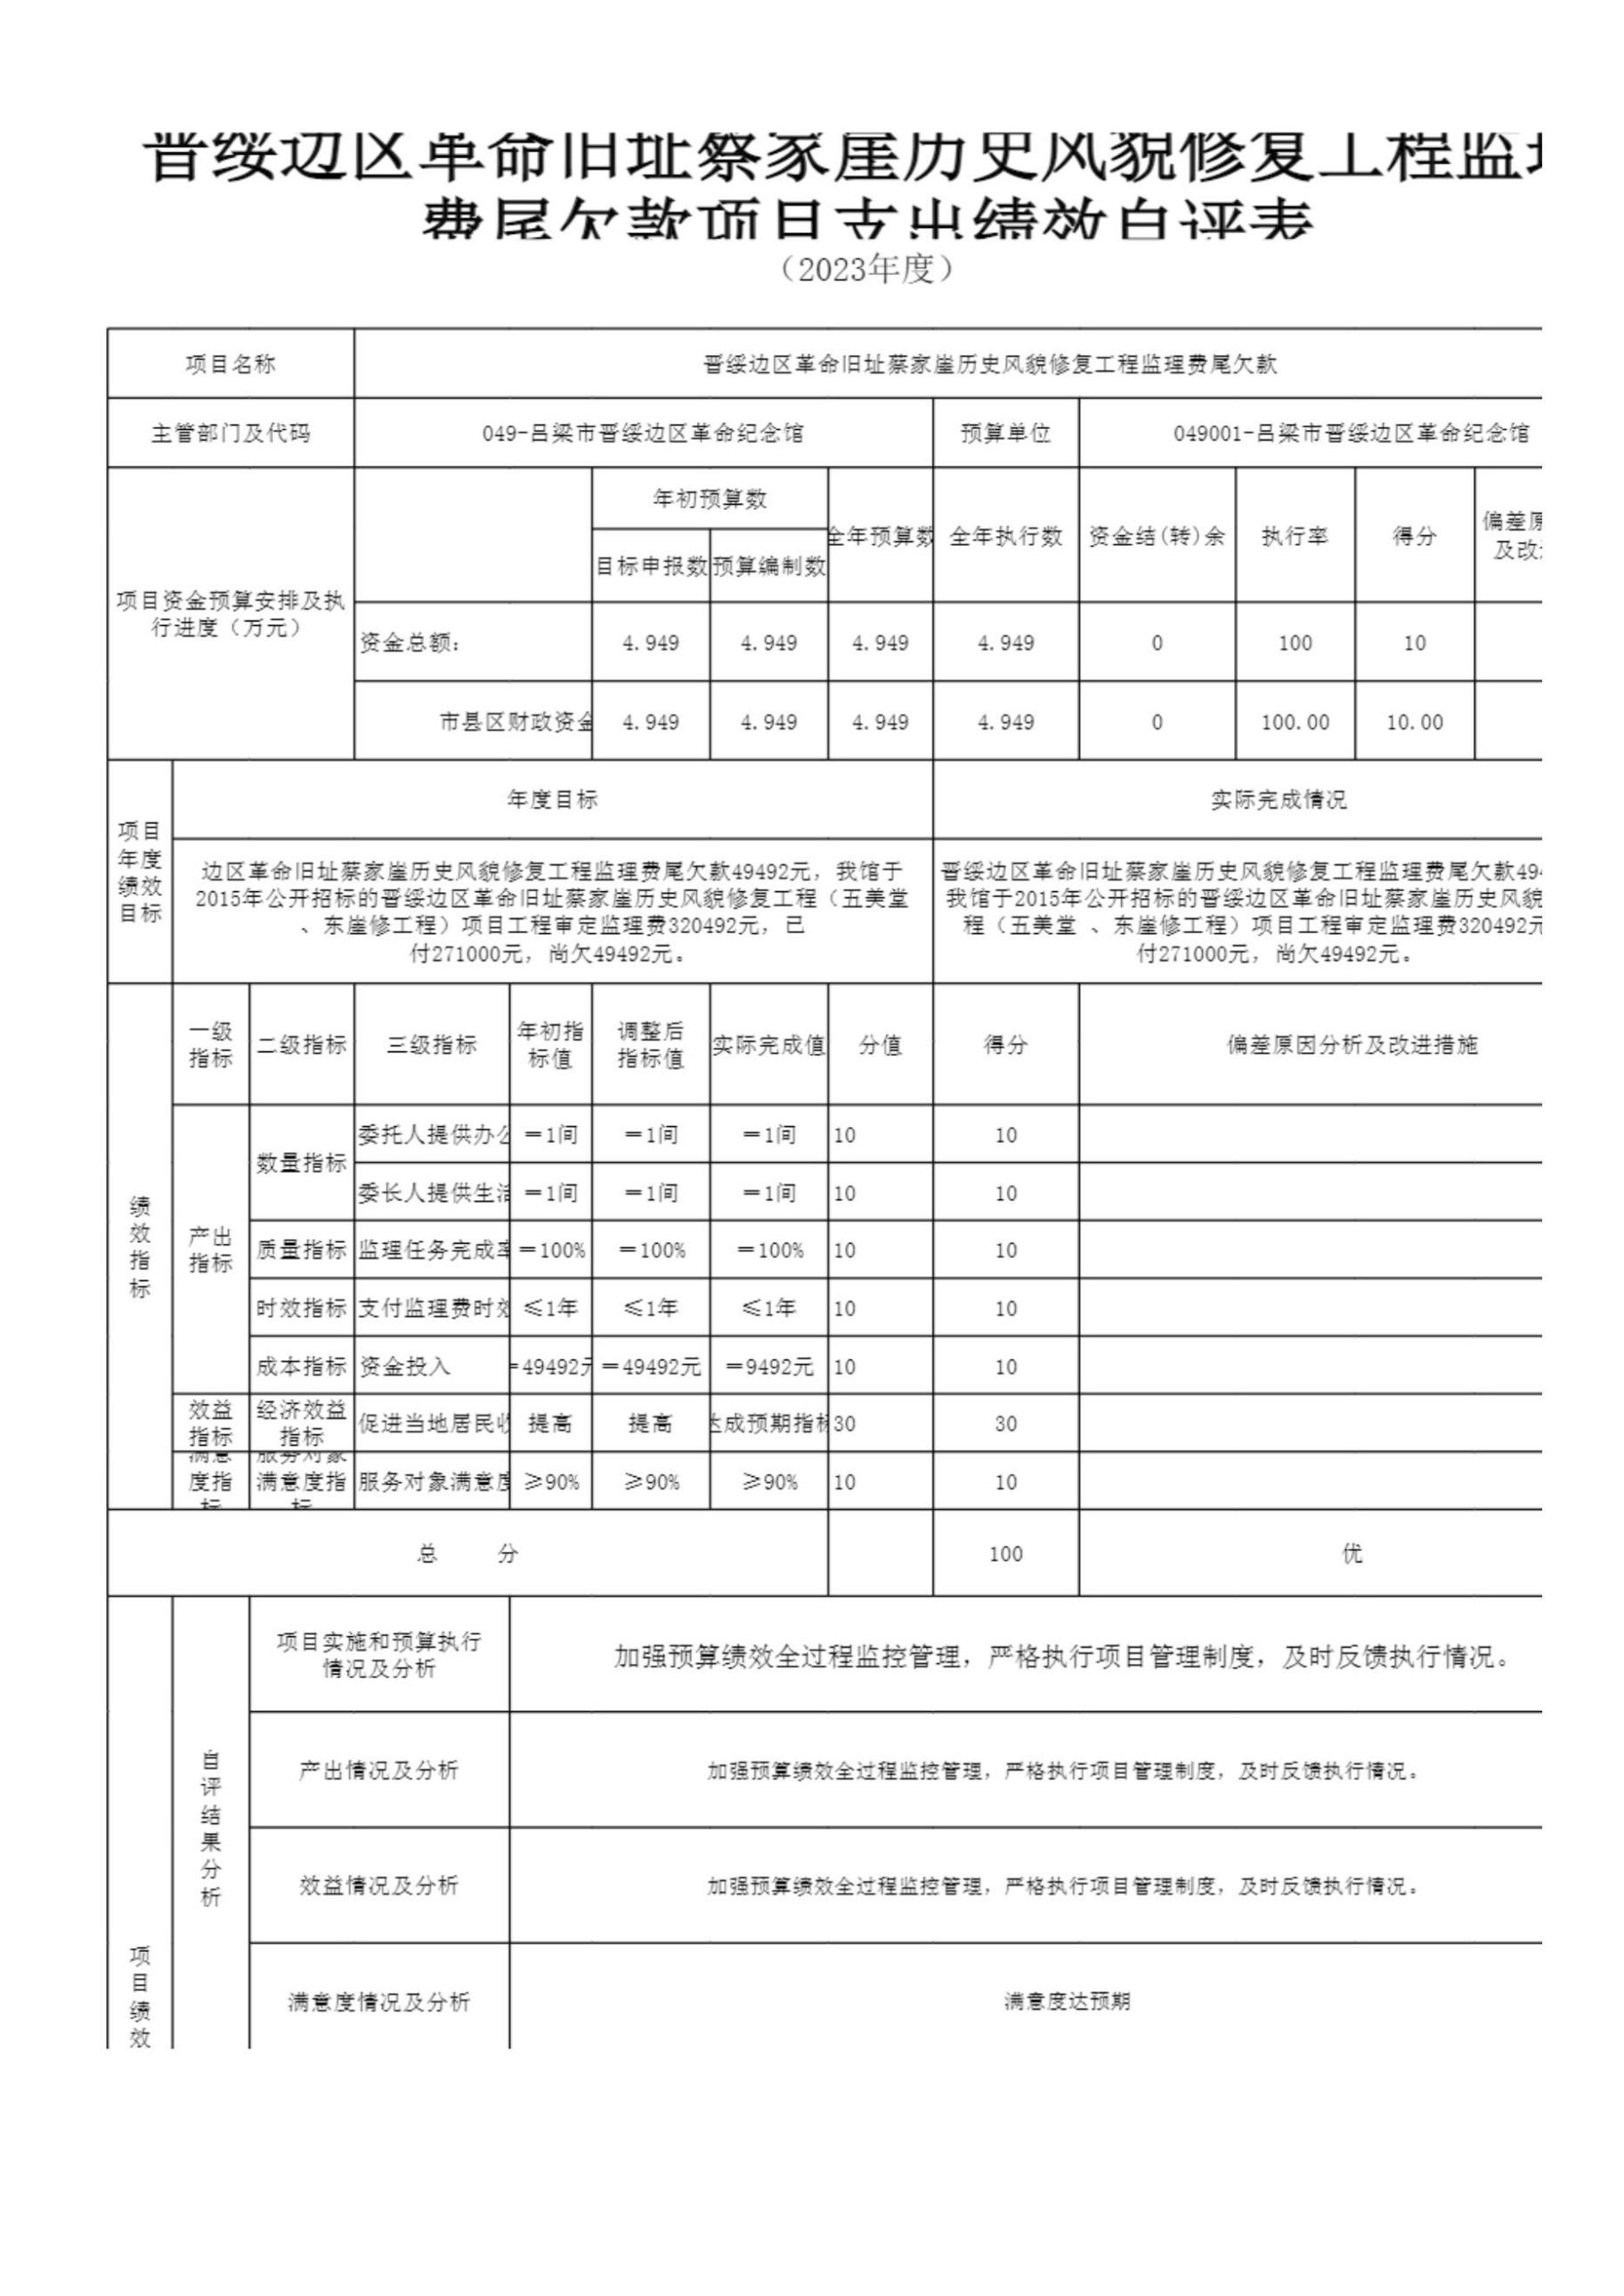 晋绥边区革命旧址蔡家崖历史风貌修复工程监
费尾欠款项目支出绩效自评表
（2023年度）
项目名称 晋绥边区革命旧址蔡家崖历史风貌修复工程监理费尾欠款
主管部门及代码 049-吕梁市晋绥边区革命纪念馆 预算单位 049001-吕梁市晋绥边区革命纪念馆
项目资金预算安排及执
行进度（万元）
年初预算数
目标申报数 预算编制数
全年预算数 全年执行数 资金结(转)余 执行率 得分
偏差原
及改
资金总额： 4.949 4.949 4.949 4.949 0 100 10
市县区财政资金 4.949 4.949 4.949 4.949 0 100.00 10.00
项目
年度
绩效
目标
年度目标 实际完成情况
边区革命旧址蔡家崖历史风貌修复工程监理费尾欠款49492元，我馆于
2015年公开招标的晋绥边区革命旧址蔡家崖历史风貌修复工程（五美堂
、东崖修工程）项目工程审定监理费320492元，已
付271000元，尚欠49492元。
晋绥边区革命旧址蔡家崖历史风貌修复工程监理费尾欠款49
我馆于2015年公开招标的晋绥边区革命旧址蔡家崖历史风貌
程（五美堂 、东崖修工程）项目工程审定监理费320492元
付271000元，尚欠49492元。
绩
效
指
标
一级
指标
二级指标 三级指标
年初指
标值
调整后
指标值
实际完成值 分值 得分 偏差原因分析及改进措施
产出
指标
数量指标
委托人提供办公 ＝1间 ＝1间 ＝1间 10 10
委长人提供生活 ＝1间 ＝1间 ＝1间 10 10
质量指标 监理任务完成率 ＝100% ＝100% ＝100% 10 10
时效指标 支付监理费时效 ≤1年 ≤1年 ≤1年 10 10
成本指标 资金投入 ＝49492元 ＝49492元 ＝9492元 10 10
效益
指标
经济效益
指标
促进当地居民收 提高 提高 达成预期指标 30 30
满意
度指
标
服务对象
满意度指
标
服务对象满意度 ≥90% ≥90% ≥90% 10 10
总 分 100 优
项
目
绩
效
自
评
结
果
分
析
项目实施和预算执行
情况及分析
加强预算绩效全过程监控管理，严格执行项目管理制度，及时反馈执行情况。
产出情况及分析 加强预算绩效全过程监控管理，严格执行项目管理制度，及时反馈执行情况。
效益情况及分析 加强预算绩效全过程监控管理，严格执行项目管理制度，及时反馈执行情况。
满意度情况及分析 满意度达预期